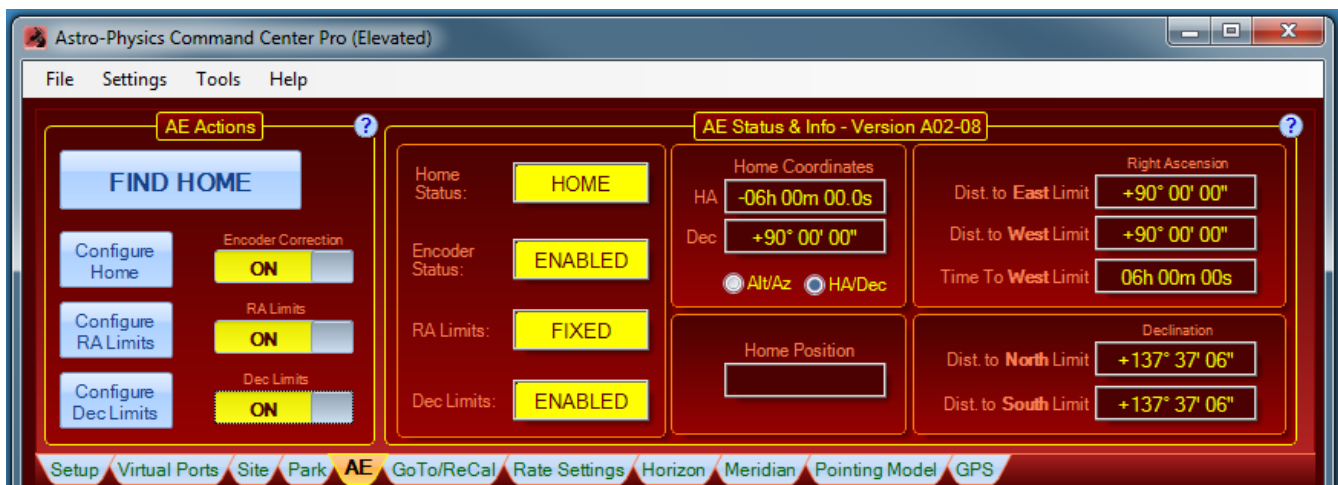 Astro-Physics Command Center Pro (Elevated)
File Settings Tools Help
AE Actions
?
FIND HOME
Configure
Home
Encoder Correction
ON
Configure
RA Limits
RA Limits
ON
Configure
Dec Limits
Dec Limits
ON
AE Status & Info - Version A02-08
?
Home
Status:
HOME
Encoder
Status:
ENABLED
RA Limits:
FIXED
Dec Limits:
ENABLED
Home Coordinates
HA -06h 00m 00.0s
Dec +90° 00' 00"
Alt/Az HA/Dec
Home Position
Right Ascension
Dist. to East Limit +90° 00' 00"
Dist. to West Limit +90° 00' 00"
Time To West Limit 06h 00m 00s
Declination
Dist. to North Limit +137° 37' 06"
Dist. to South Limit +137° 37' 06"
Setup Virtual Ports Site Park AE GoTo/ReCal Rate Settings Horizon Meridian Pointing Model GPS